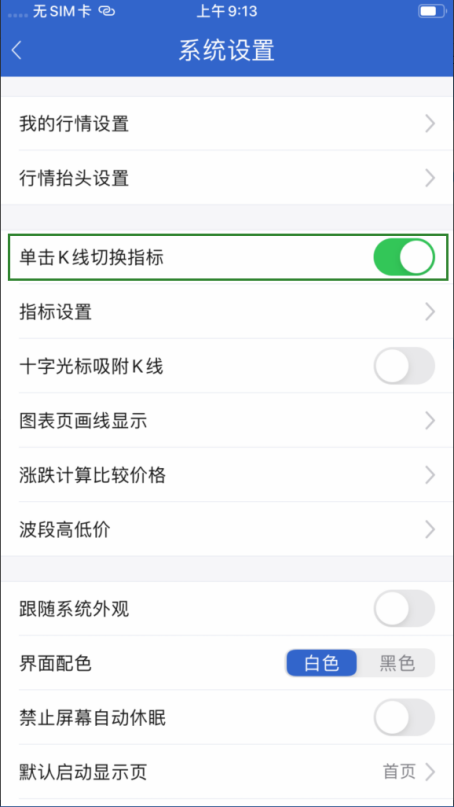 无SIM卡 上午9:13
系统设置
我的行情设置
行情抬头设置
单击K线切换指标
指标设置
十字光标吸附K线
图表页画线显示
涨跌计算比较价格
波段高低价
跟随系统外观
界面配色 白色 黑色
禁止屏幕自动休眠
默认启动显示页 首页